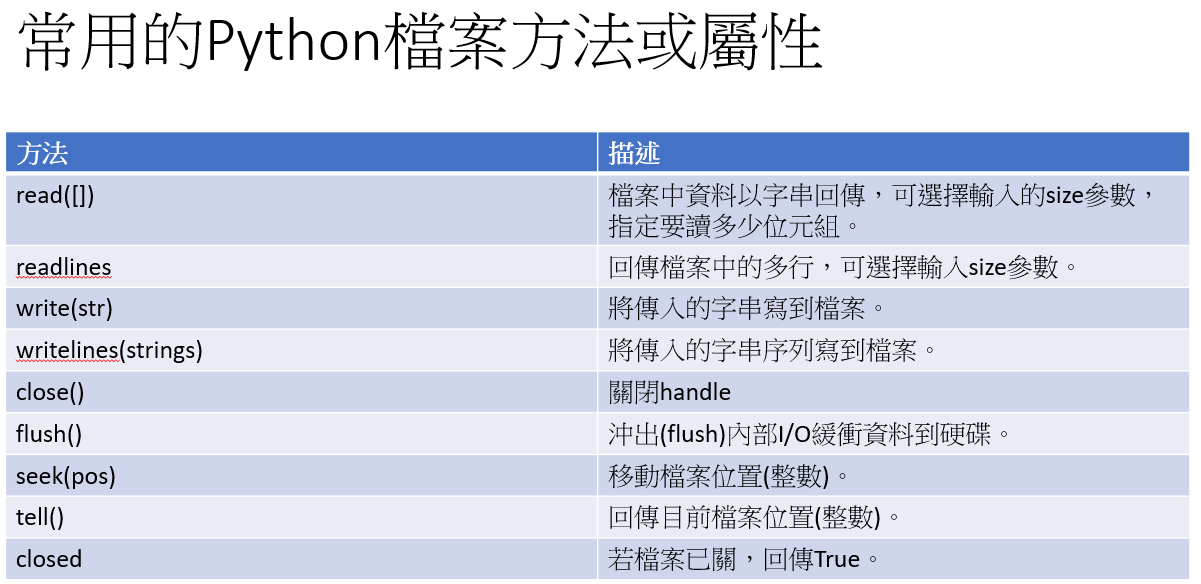 常用的Python檔案方法或屬性
方法
描述
read([])
檔案中資料以字串回傳，可選擇輸入的size參數，
指定要讀多少位元組。
readlines
回傳檔案中的多行，可選擇輸入size參數。
write(str)
將傳入的字串寫到檔案。
writelines(strings)
將傳入的字串序列寫到檔案。
close()
關閉handle
flush()
沖出(flush)內部I/O緩衝資料到硬碟。
seek(pos)
移動檔案位置(整數)。
tell()
回傳目前檔案位置(整數)。
closed
若檔案已關，回傳True。